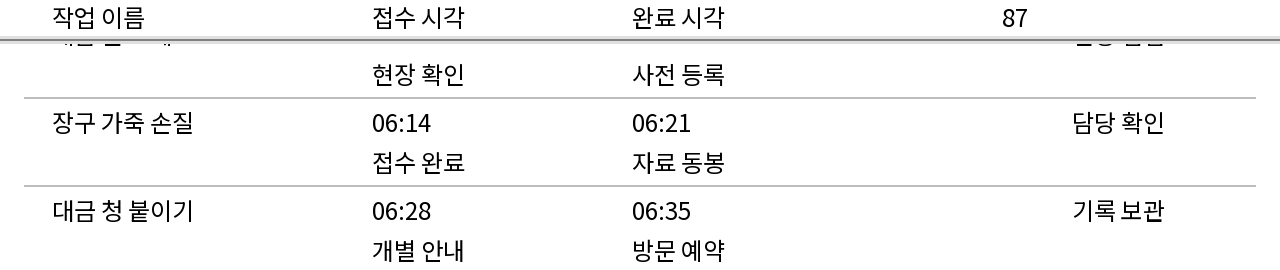 작업 이름 접수 시각 완료 시각 87
현장 확인 사전 등록
장구 가죽 손질 06:14 06:21 담당 확인
접수 완료 자료 동봉
대금 청 붙이기 06:28 06:35 기록 보관
개별 안내 방문 예약